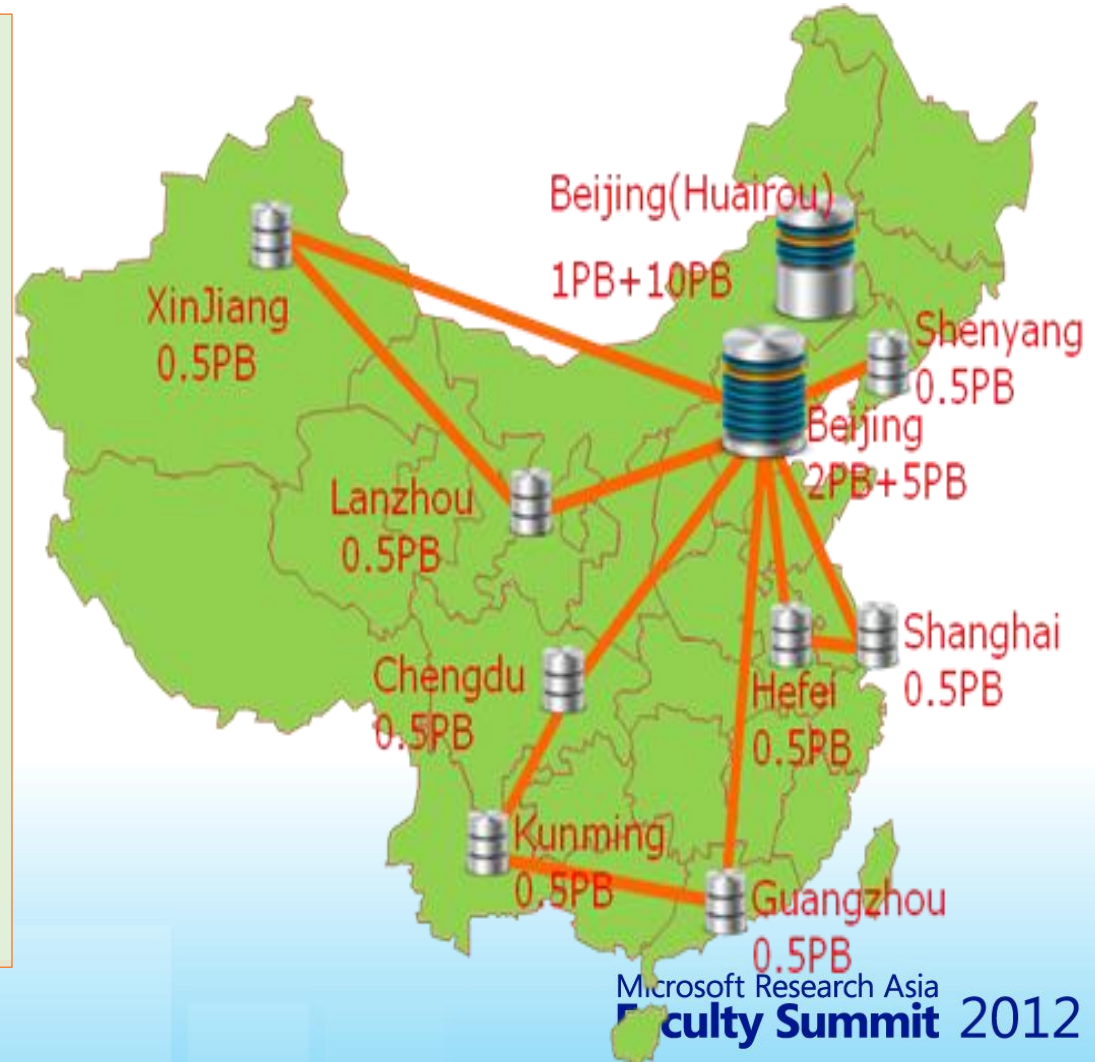 Beijing(Huairou)
1PB+10PB
XinJiang
0.5PB
Shenyang
0.5PB
Beijing
2PB+5PB
Lanzhou
0.5PB
Shanghai
0.5PB
Chengdu
0.5PB
Hefei
0.5PB
Kunming
0.5PB
Guangzhou
0.5PB
Microsoft Research Asia
Faculty Summit 2012